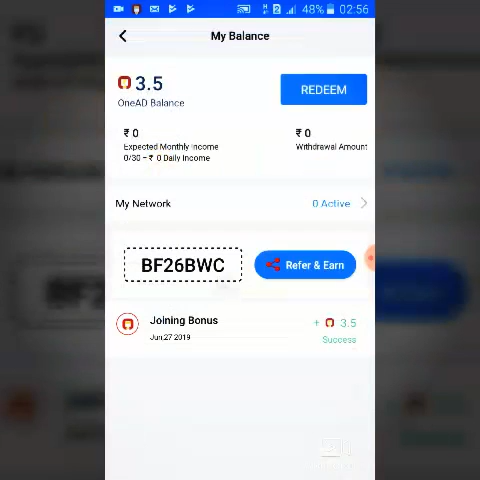 48% 02:56
My Balance
3.5
REDEEM
OneAD Balance
₹ 0
₹ 0
Expected Monthly Income
Withdrawal Amount
0/30 – ₹ 0 Daily Income
My Network
0 Active
BF26BWC
Refer & Earn
Joining Bonus
+ 3.5
Jun,27 2019
Success